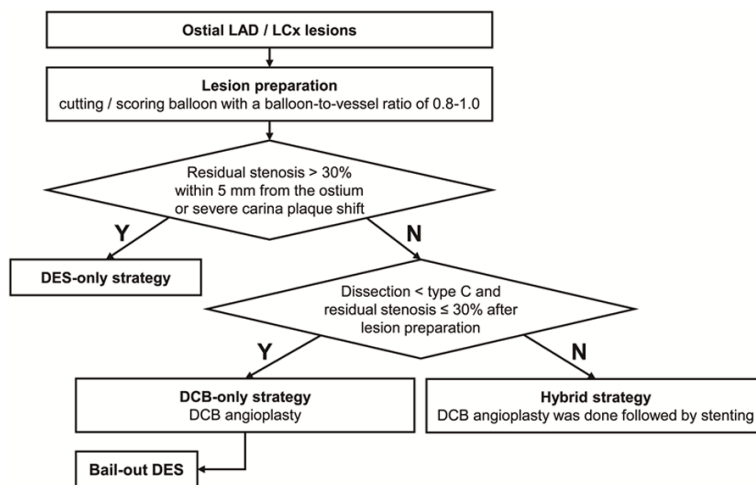 Ostial LAD / LCx lesions
Lesion preparation
cutting / scoring balloon with a balloon-to-vessel ratio of 0.8-1.0
Residual stenosis > 30%
within 5 mm from the ostium
or severe carina plaque shift
Y
N
DES-only strategy
Dissection < type C and
residual stenosis ≤ 30% after
lesion preparation
Y
N
DCB-only strategy
DCB angioplasty
Hybrid strategy
DCB angioplasty was done followed by stenting
Bail-out DES